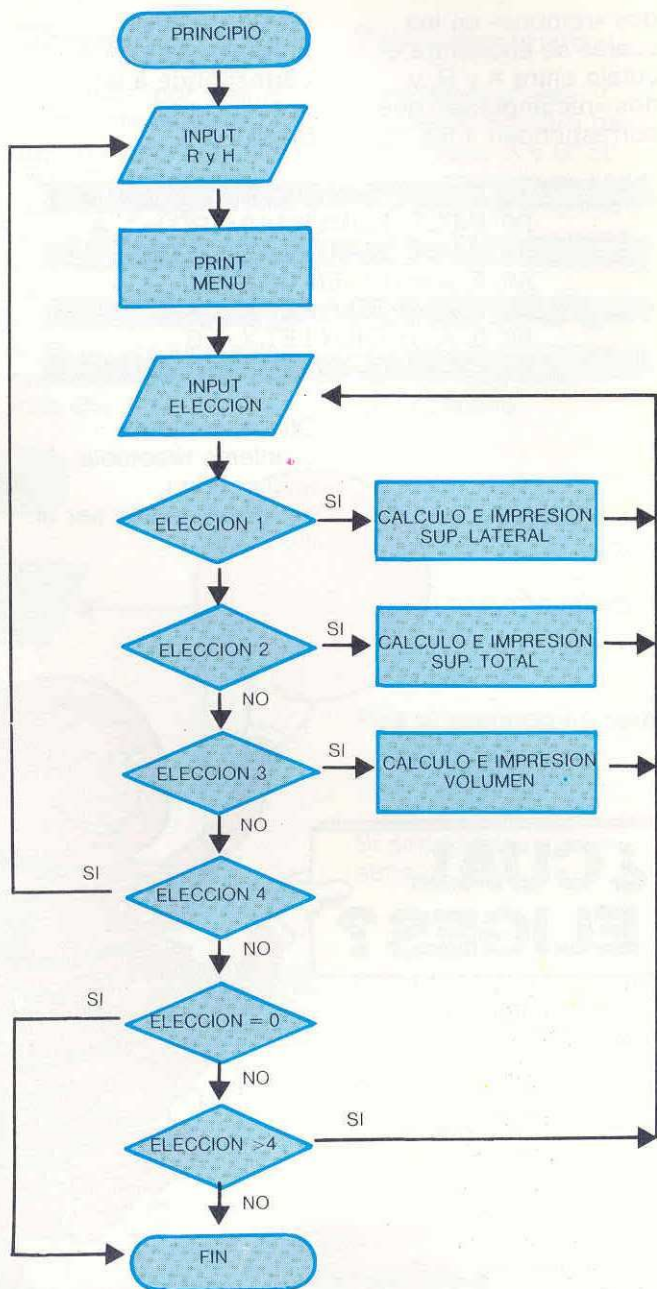 PRINCIPIO
INPUT
R y H
PRINT
MENU
INPUT
ELECCION
ELECCION 1
SI
CALCULO E IMPRESION
SUP. LATERAL
ELECCION 2
SI
CALCULO E IMPRESION
SUP. TOTAL
NO
ELECCION 3
SI
CALCULO E IMPRESION
VOLUMEN
NO
SI
ELECCION 4
NO
SI
ELECCION = 0
NO
ELECCION >4
SI
NO
FIN